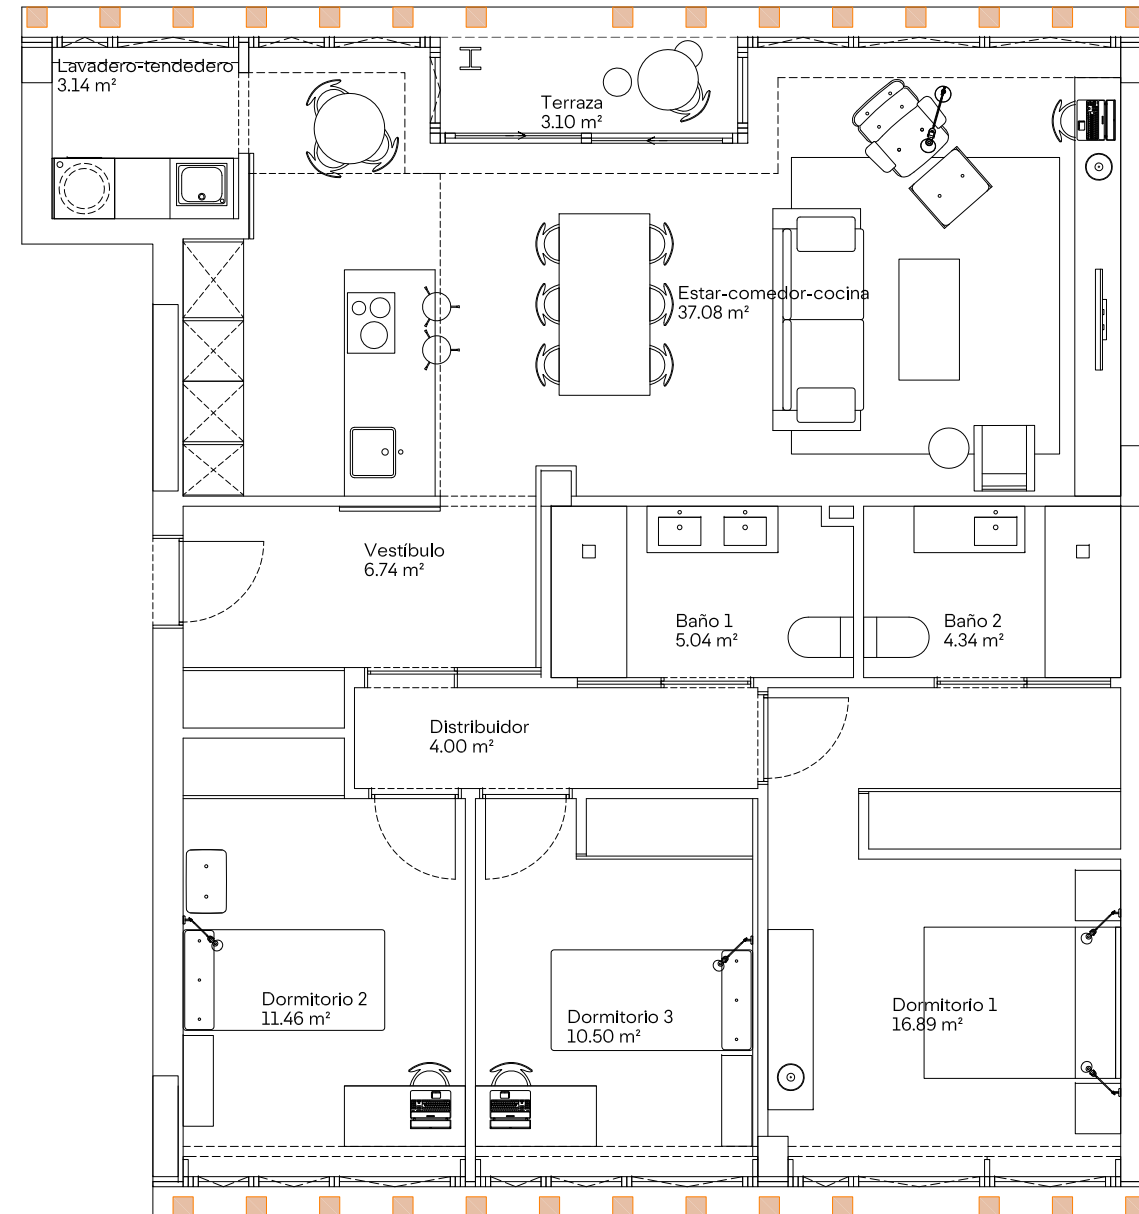 Lavadero-tendedero
3.14 m²
Terraza
3.10 m²
Estar-comedor-cocina
37.08 m²
Vestíbulo
6.74 m²
Baño 1
5.04 m²
Baño 2
4.34 m²
Distribuidor
4.00 m²
Dormitorio 2
11.46 m²
Dormitorio 3
10.50 m²
Dormitorio 1
16.89 m²